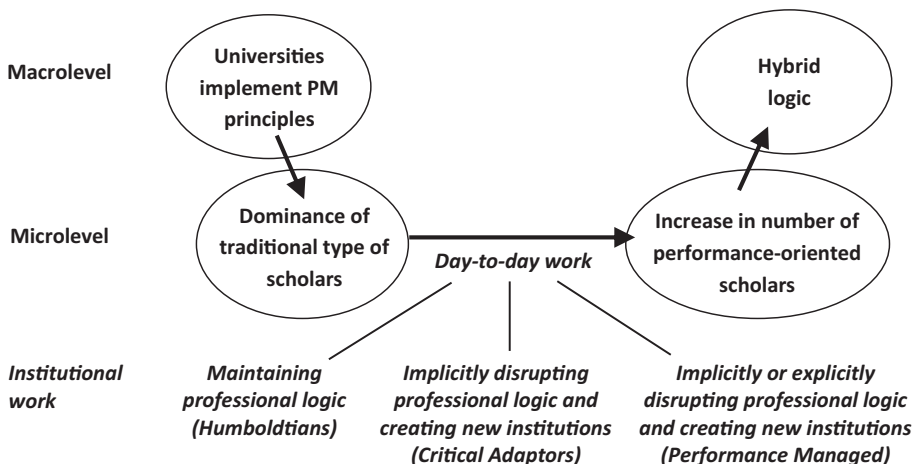 Macrolevel
Universities
implement PM
principles
Hybrid
logic
Microlevel
Dominance of
traditional type of
scholars
Day-to-day work
Increase in number of
performance-oriented
scholars
Institutional
work
Maintaining
professional logic
(Humboldtians)
Implicitly disrupting
professional logic and
creating new institutions
(Critical Adaptors)
Implicitly or explicitly
disrupting professional logic
and creating new institutions
(Performance Managed)